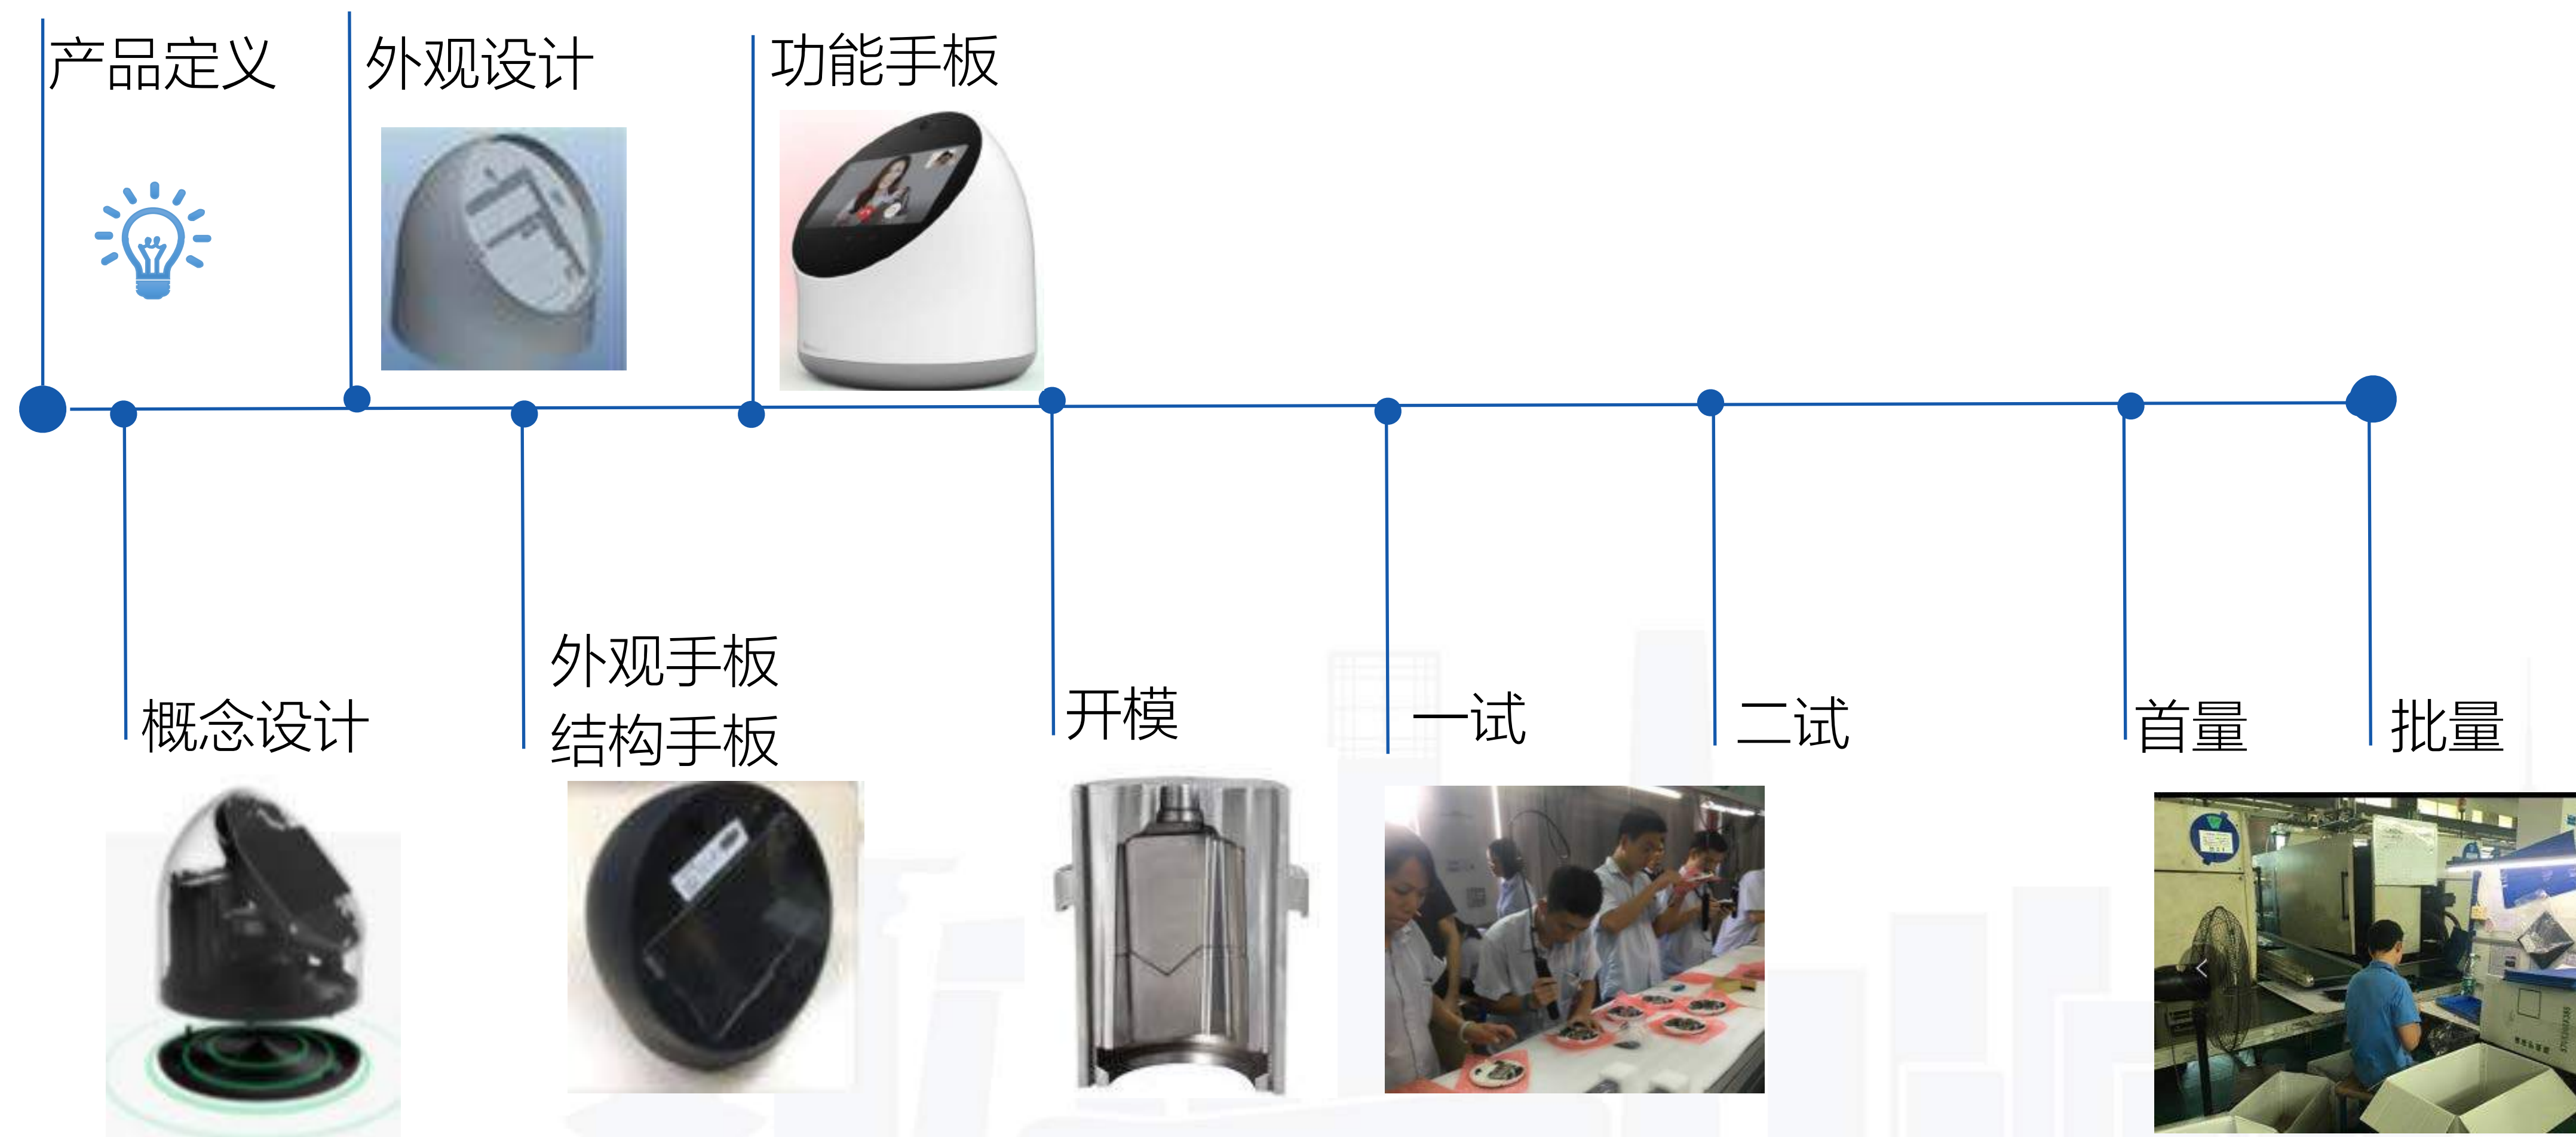 产品定义
外观设计
功能手板
概念设计
外观手板
结构手板
开模
一试
二试
首量
批量